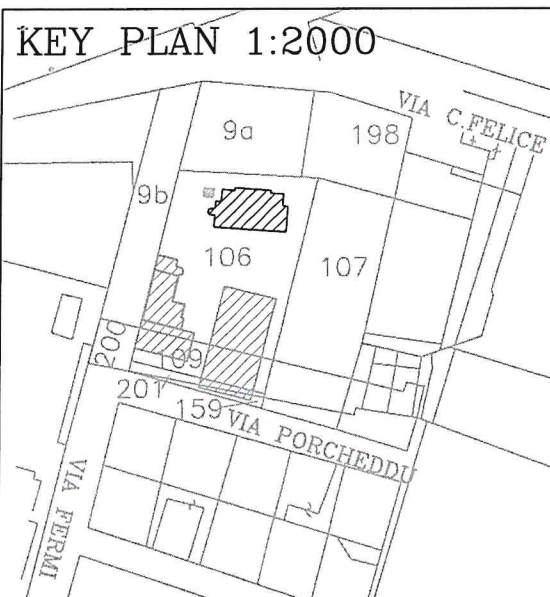 KEY PLAN 1:2000
VIA C.FELICE
9a
198
9b
106
107
200
109
201
159
VIA PORCHEDDU
VIA FERMI